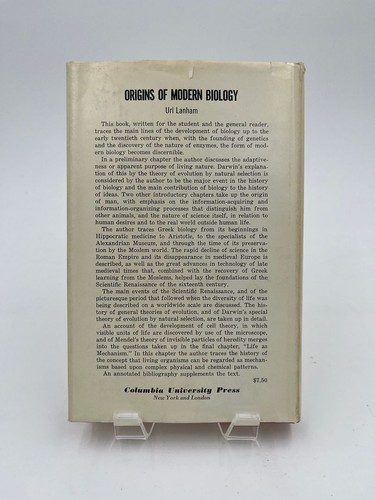 ORIGINS OF MODERN BIOLOGY
Url Lanham
This book, written for the student and the general reader,
traces the main lines of the development of biology up to the
early twentieth century when, with the founding of genetics
and the discovery of the nature of enzymes, the form of mod-
ern biology becomes discernible.
In a preliminary chapter the author discusses the adaptive-
ness or apparent purpose of living nature. Darwin's explana-
tion of this by the theory of evolution by natural selection is
considered by the author to be the major event in the history
of biology and the main contribution of biology to the history
of ideas. Two other introductory chapters take up the origin
of man, with emphasis on the information-acquiring and
information-organizing processes that distinguish him from
other animals, and the nature of science itself, in relation to
human desires and to the real world outside human life.
The author traces Greek biology from its beginnings in
Hippocratic medicine to Aristotle, to the specialists of the
Alexandrian Museum, and through the time of its preserva-
tion by the Moslem world. The rapid decline of science in the
Roman Empire and its disappearance in medieval Europe is
described, as well as the great advances in technology of late
medieval times that, combined with the recovery of Greek
learning from the Moslems, helped lay the foundations of the
Scientific Renaissance of the sixteenth century.
The main events of the Scientific Renaissance, and of the
picturesque period that followed when the diversity of life was
being described on a worldwide scale are discussed. The his-
tory of general theories of evolution, and of Darwin's special
theory of evolution by natural selection, are taken up in detail.
An account of the development of cell theory, in which
visible units of life are discovered by use of the microscope,
and of Mendel's theory of invisible particles of heredity merge
into the questions taken up in the final chapter, "Life as
Mechanism." In this chapter the author traces the history of
the concept that living organisms can be regarded as mecha-
nisms based upon complex physical and chemical patterns.
An annotated bibliography supplements the text.
$7.50
Columbia University Press
New York and London